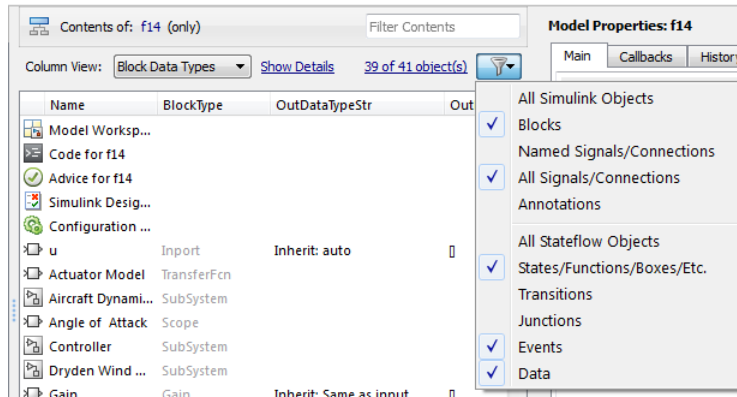 Contents of: f14 (only)
Filter Contents
Model Properties: f14
Column View: Block Data Types Show Details 39 of 41 object(s)
Main Callbacks History
Name BlockType OutDataTypeStr Out
Model Worksp...
Code for f14
Advice for f14
Simulink Desig...
Configuration ...
u Inport Inherit: auto []
Actuator Model TransferFcn
Aircraft Dynami... SubSystem
Angle of Attack Scope
Controller SubSystem
Dryden Wind ... SubSystem
Gain Gain Inherit: Same as input []
All Simulink Objects
Blocks
Named Signals/Connections
All Signals/Connections
Annotations
All Stateflow Objects
States/Functions/Boxes/Etc.
Transitions
Junctions
Events
Data